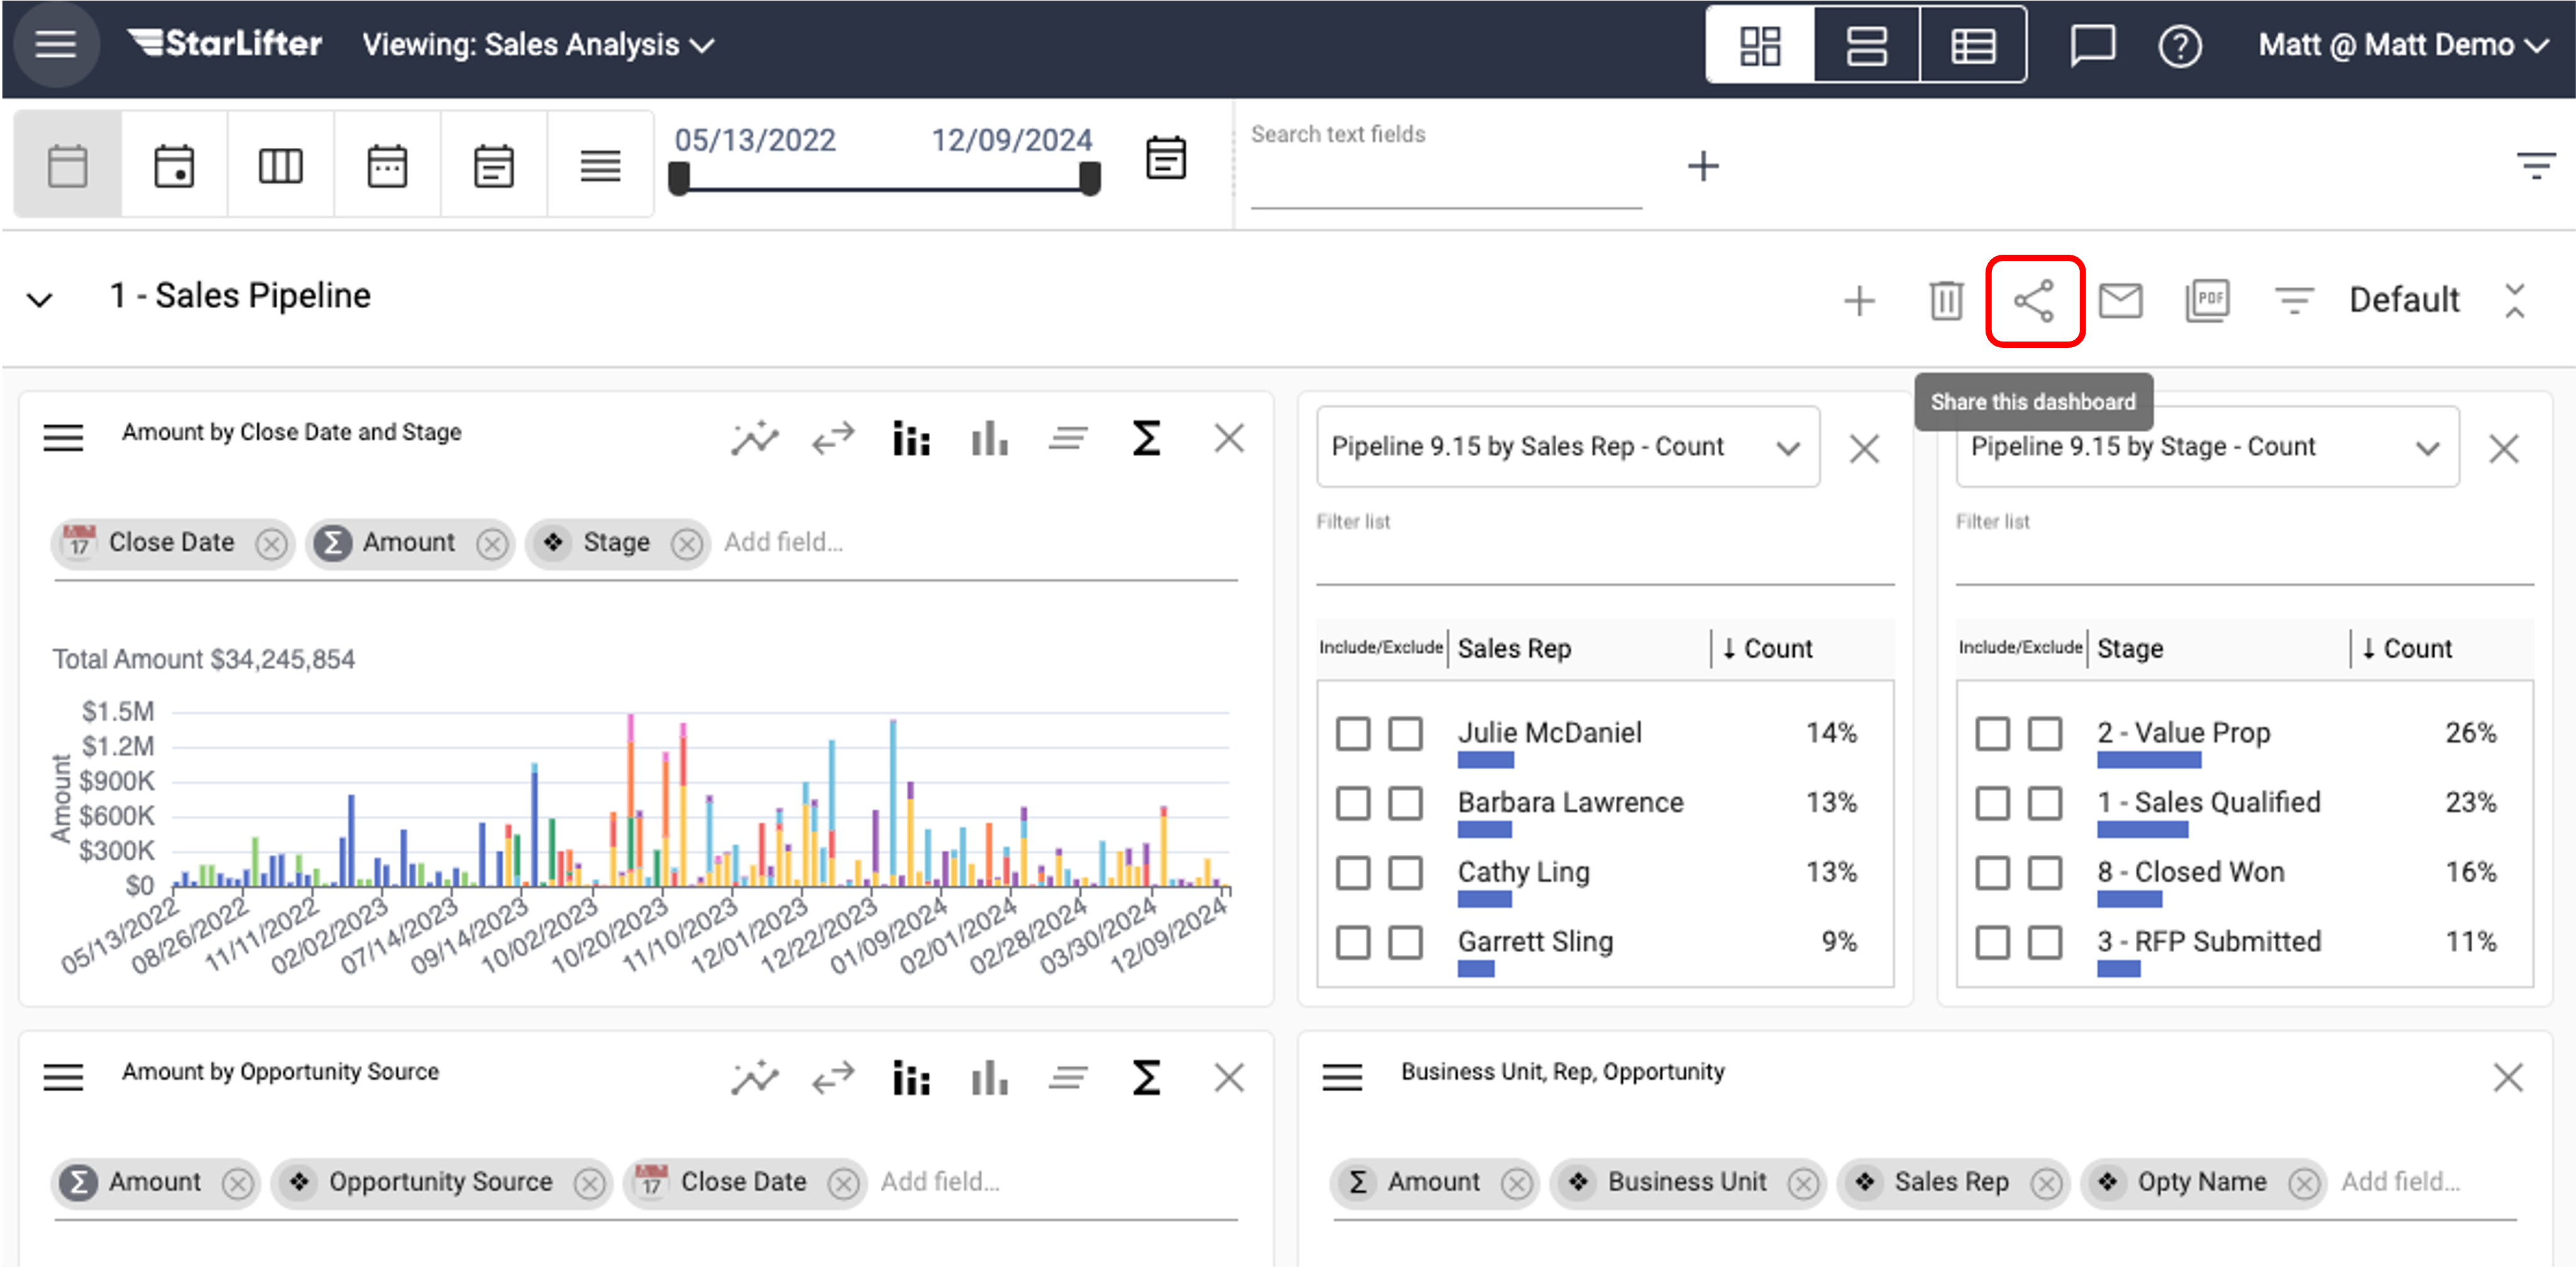 StarLifter
Viewing: Sales Analysis
Matt @ Matt Demo
05/13/2022 12/09/2024
Search text fields
1 - Sales Pipeline
PDF
Default
Share this dashboard
Amount by Close Date and Stage
17 Close Date
Σ Amount
Stage
Add field...
Total Amount $34,245,854
Amount
$1.5M
$1.2M
$900K
$600K
$300K
$0
05/13/2022
08/26/2022
11/11/2022
02/02/2023
07/14/2023
09/14/2023
10/02/2023
10/20/2023
11/10/2023
12/01/2023
12/22/2023
01/09/2024
02/01/2024
02/28/2024
03/30/2024
12/09/2024
Pipeline 9.15 by Sales Rep - Count
Filter list
Include/Exclude Sales Rep ↓ Count
Julie McDaniel 14%
Barbara Lawrence 13%
Cathy Ling 13%
Garrett Sling 9%
Pipeline 9.15 by Stage - Count
Filter list
Include/Exclude Stage ↓ Count
2 - Value Prop 26%
1 - Sales Qualified 23%
8 - Closed Won 16%
3 - RFP Submitted 11%
Amount by Opportunity Source
Σ Amount
Opportunity Source
17 Close Date
Add field...
Business Unit, Rep, Opportunity
Σ Amount
Business Unit
Sales Rep
Opty Name
Add field...